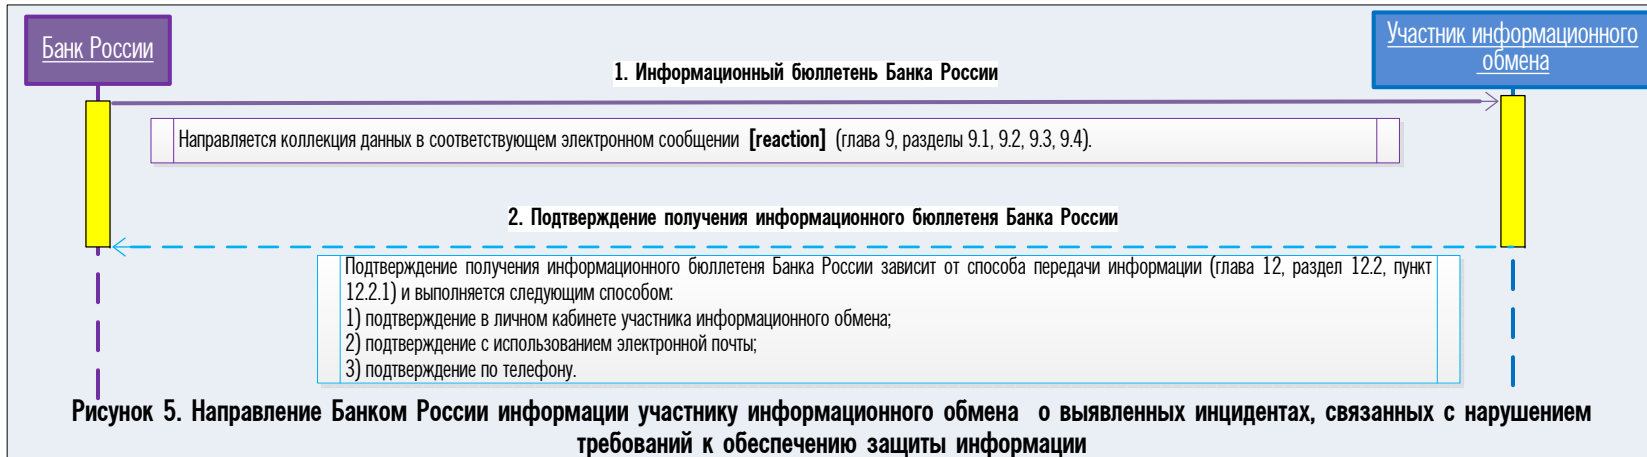 Банк России
Участник информационного
обмена
1. Информационный бюллетень Банка России
Направляется коллекция данных в соответствующем электронном сообщении [reaction] (глава 9, разделы 9.1, 9.2, 9.3, 9.4).
2. Подтверждение получения информационного бюллетеня Банка России
Подтверждение получения информационного бюллетеня Банка России зависит от способа передачи информации (глава 12, раздел 12.2, пункт
12.2.1) и выполняется следующим способом:
1) подтверждение в личном кабинете участника информационного обмена;
2) подтверждение с использованием электронной почты;
3) подтверждение по телефону.
Рисунок 5. Направление Банком России информации участнику информационного обмена о выявленных инцидентах, связанных с нарушением
требований к обеспечению защиты информации